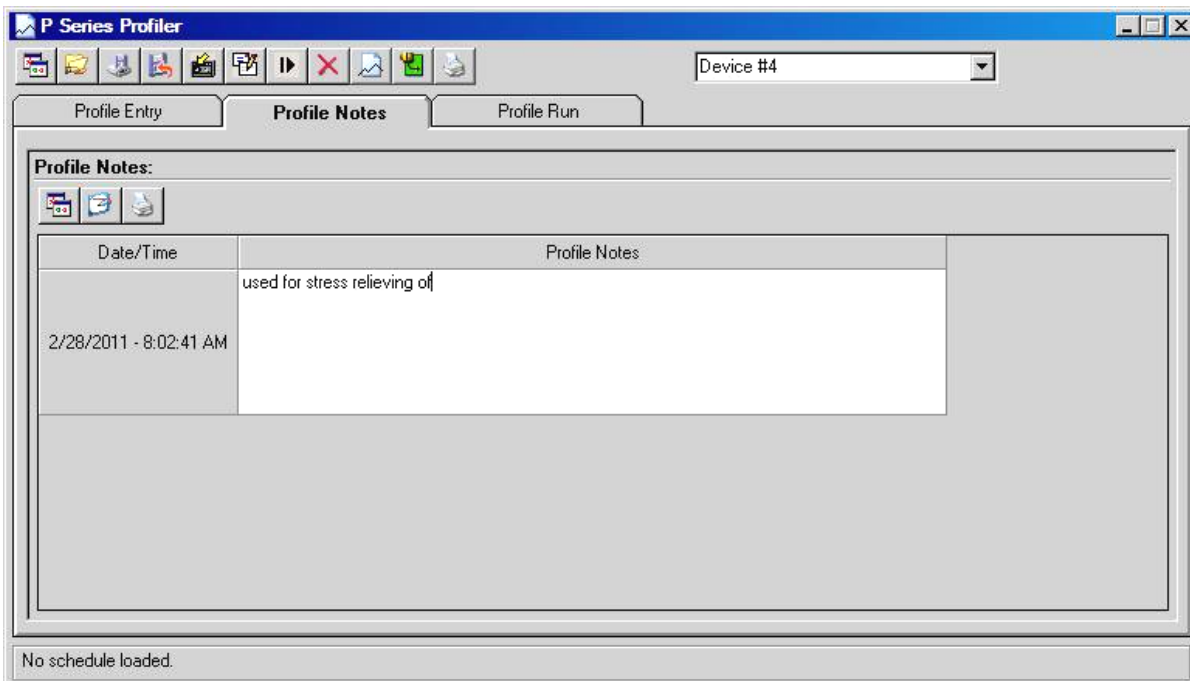 P Series Profiler
Device #4
Profile Entry
Profile Notes
Profile Run
Profile Notes:
Date/Time
Profile Notes
used for stress relieving of
2/28/2011 - 8:02:41 AM
No schedule loaded.